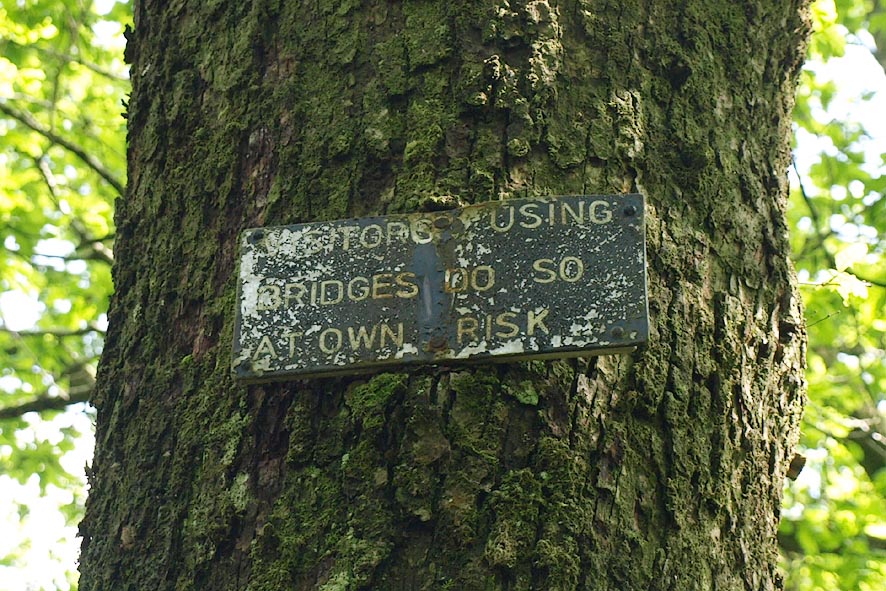 VISITORS USING
BRIDGES DO SO
AT OWN RISK